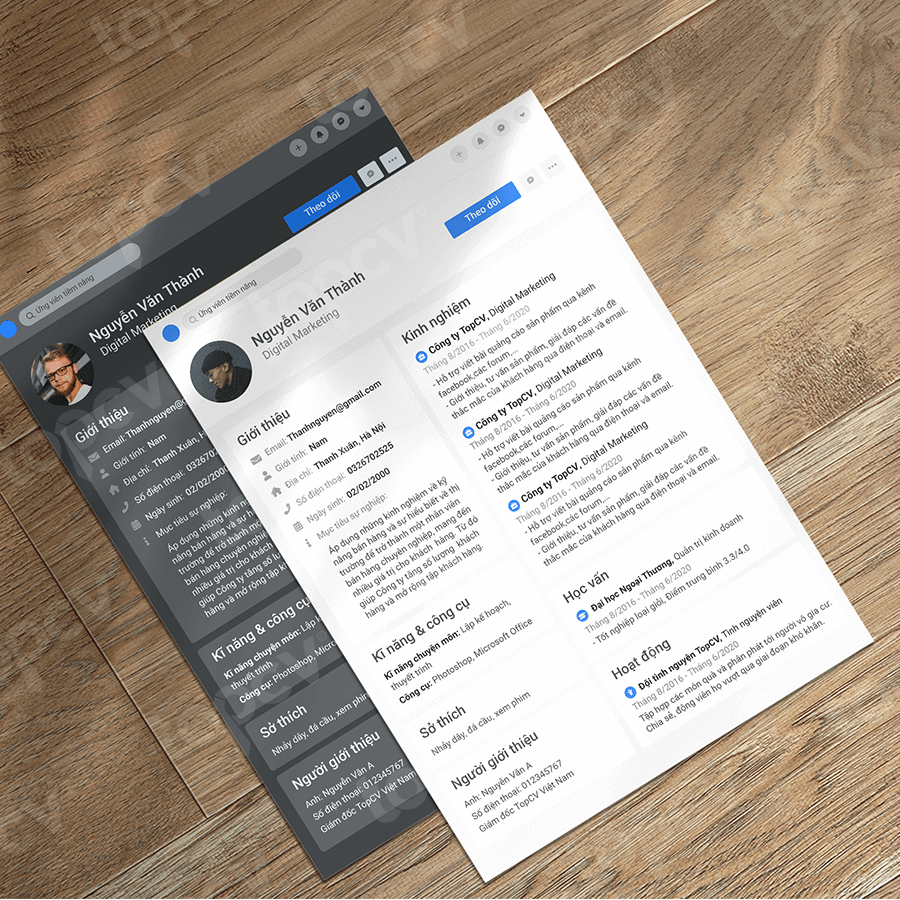 Theo dõi
Ứng viên tiềm năng
Nguyễn Văn Thành
Digital Marketing
Giới thiệu
Email: Thanhnguyen@g
Giới tính: Nam
Địa chỉ: Thanh Xuân, H
Số điện thoại: 0326702
Ngày sinh: 02/02/200
Mục tiêu sự nghiệp:
Áp dụng những kinh ng
năng bán hàng và sự h
trường để trở thành mộ
bán hàng chuyên nghiệ
nhiều giá trị cho khách
giúp Công ty tăng số lư
hàng và mở rộng tập kh
Kĩ năng & công cụ
Kĩ năng chuyên môn: Lập k
thuyết trình
Công cụ: Photoshop, Micros
Sở thích
Nhảy dây, đá cầu, xem phim
Người giới thiệu
Anh: Nguyễn Văn A
Số điện thoại: 012345767
Giám đốc TopCV Việt Nam
Theo dõi
Ứng viên tiềm năng
Nguyễn Văn Thành
Digital Marketing
Giới thiệu
Email: Thanhnguyen@gmail.com
Giới tính: Nam
Địa chỉ: Thanh Xuân, Hà Nội
Số điện thoại: 0326702525
Ngày sinh: 02/02/2000
Mục tiêu sự nghiệp:
Áp dụng những kinh nghiệm về kỹ
năng bán hàng và sự hiểu biết về thị
trường để trở thành một nhân viên
bán hàng chuyên nghiệp, mang đến
nhiều giá trị cho khách hàng. Từ đó
giúp Công ty tăng số lượng khách
hàng và mở rộng tập khách hàng.
Kĩ năng & công cụ
Kĩ năng chuyên môn: Lập kế hoạch,
thuyết trình
Công cụ: Photoshop, Microsoft Office
Sở thích
Nhảy dây, đá cầu, xem phim
Người giới thiệu
Anh: Nguyễn Văn A
Số điện thoại: 012345767
Giám đốc TopCV Việt Nam
Kinh nghiệm
Công ty TopCV, Digital Marketing
Tháng 8/2016 - Tháng 6/2020
- Hỗ trợ viết bài quảng cáo sản phẩm qua kênh
facebook,các forum,...
- Giới thiệu, tư vấn sản phẩm, giải đáp các vấn đề
thắc mắc của khách hàng qua điện thoại và email.
Công ty TopCV, Digital Marketing
Tháng 8/2016 - Tháng 6/2020
- Hỗ trợ viết bài quảng cáo sản phẩm qua kênh
facebook,các forum,...
- Giới thiệu, tư vấn sản phẩm, giải đáp các vấn đề
thắc mắc của khách hàng qua điện thoại và email.
Công ty TopCV, Digital Marketing
Tháng 8/2016 - Tháng 6/2020
- Hỗ trợ viết bài quảng cáo sản phẩm qua kênh
facebook,các forum,...
- Giới thiệu, tư vấn sản phẩm, giải đáp các vấn đề
thắc mắc của khách hàng qua điện thoại và email.
Học vấn
Đại học Ngoại Thương, Quản trị kinh doanh
Tháng 8/2016 - Tháng 6/2020
- Tốt nghiệp loại giỏi, Điểm trung bình 3.3/4.0
Hoạt động
Đội tình nguyện TopCV, Tình nguyện viên
Tháng 8/2016 - Tháng 6/2020
Tập hợp các món quà và phân phát tới người vô gia cư.
Chia sẻ, động viên họ vượt qua giai đoạn khó khăn.
topcv